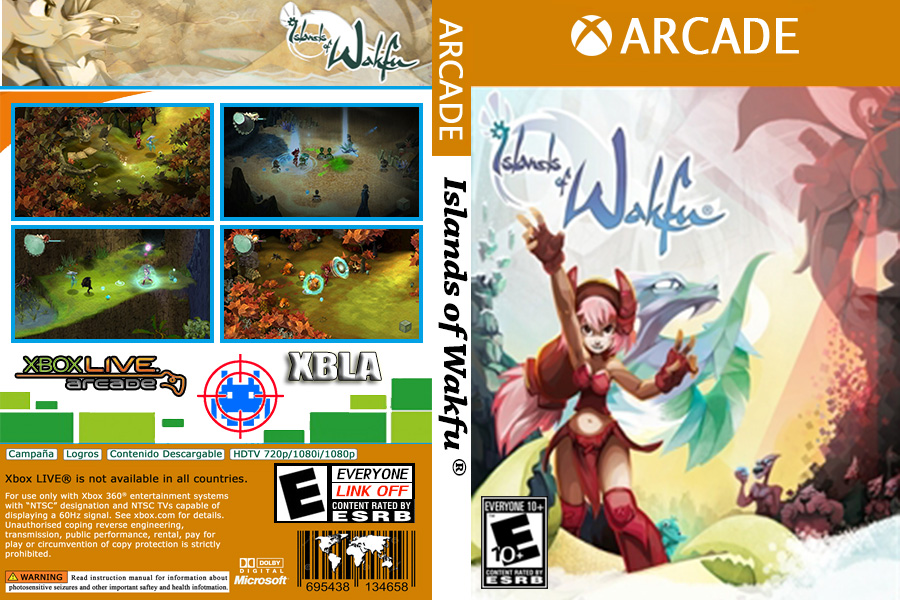 Islands
of Wakfu
XBOX LIVE
arcade
XBLA
Campaña
Logros
Contenido Descargable
HDTV 720p/1080i/1080p
Xbox LIVE® is not available in all countries.
For use only with Xbox 360® entertainment systems
with "NTSC" designation and NTSC TVs capable of
displaying a 60Hz signal. See xbox.com for details.
Unauthorised coping reverse engineering,
transmission, public performance, rental, pay for
play or circumvention of copy protection is strictly
prohibited.
WARNING Read instruction manual for information about
photosensitive seizures and other important saftey and health infotmation.
E
EVERYONE
LINK OFF
CONTENT RATED BY
ESRB
DOLBY
DIGITAL
Microsoft
695438 134658
ARCADE
Islands of Wakfu ®
ARCADE
Islands
of Wakfu®
EVERYONE 10+
E
10+
CONTENT RATED BY
ESRB